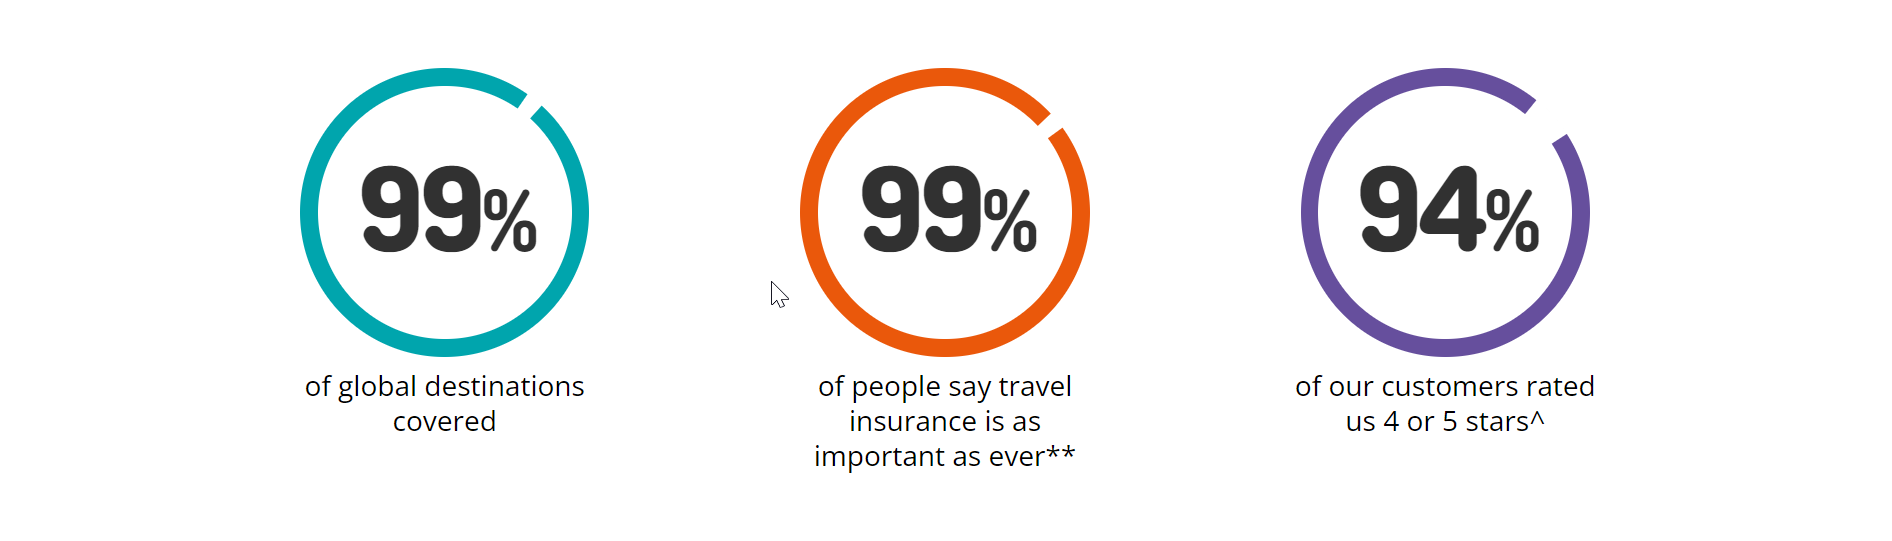 99%
of global destinations
covered
99%
of people say travel
insurance is as
important as ever**
94%
of our customers rated
us 4 or 5 stars^